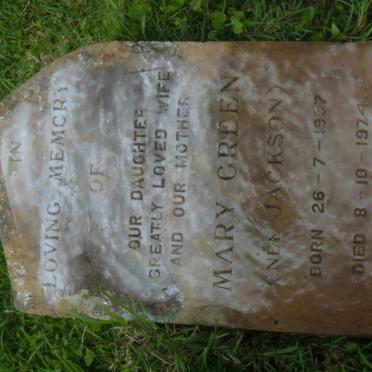 IN
LOVING MEMORY
OF
OUR DAUGHTER
GREATLY LOVED WIFE
AND OUR MOTHER
MARY GREEN
(NEE JACKSON)
BORN 26-7-1937
DIED 8-10-1974